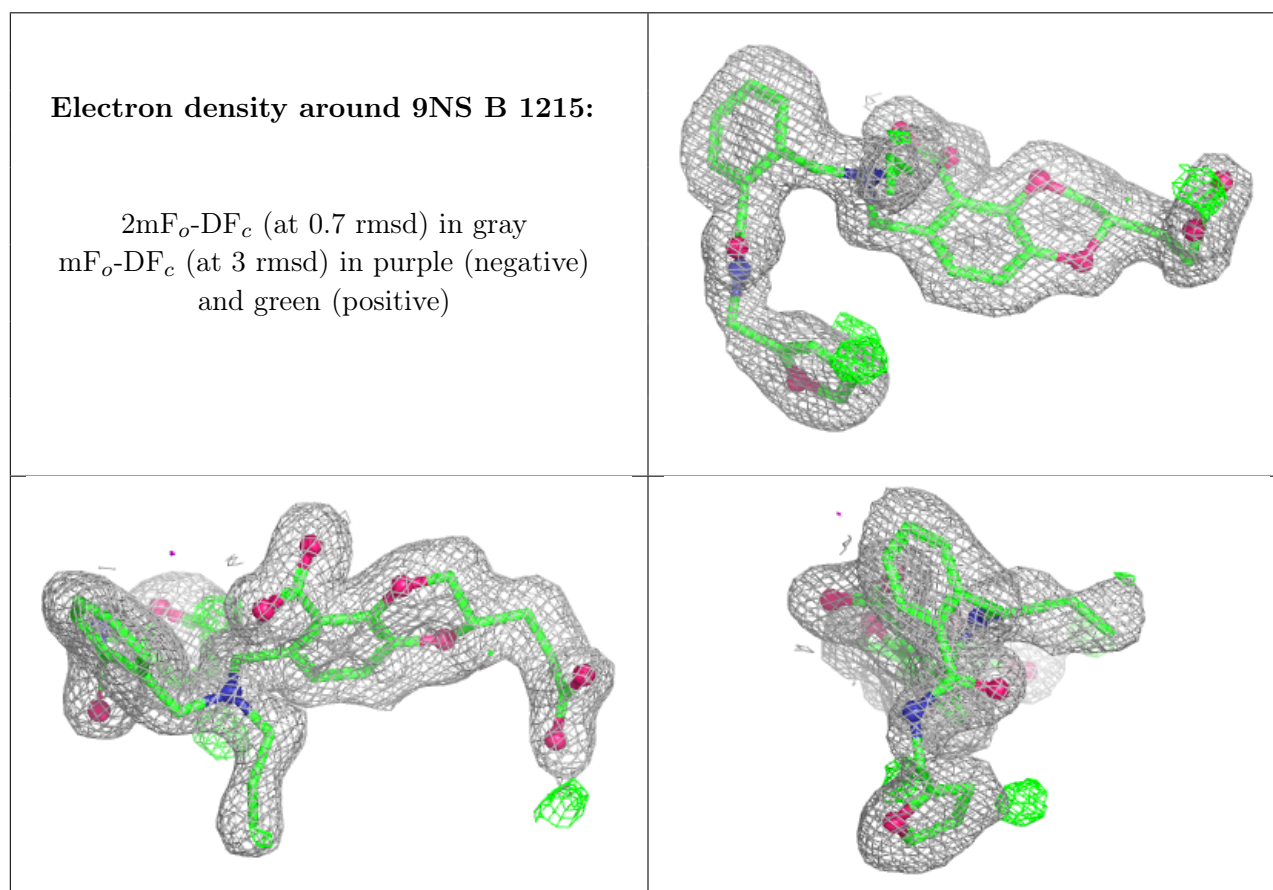 Electron density around 9NS B 1215:
2mFo-DFc (at 0.7 rmsd) in gray
mFo-DFc (at 3 rmsd) in purple (negative)
and green (positive)